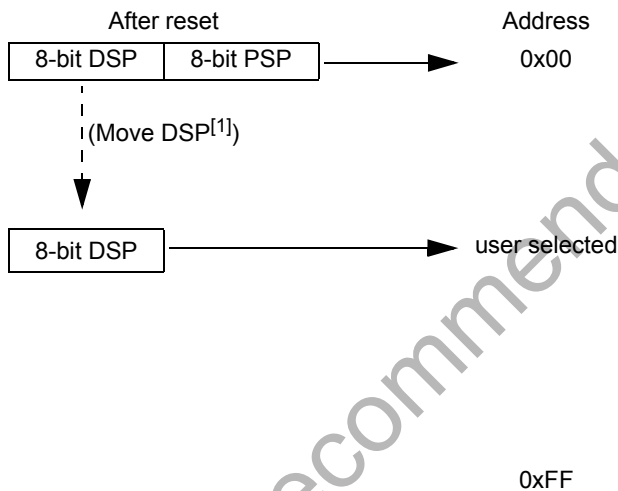 After reset Address
8-bit DSP 8-bit PSP 0x00
(Move DSP[1])
8-bit DSP user selected
0xFF
recommend